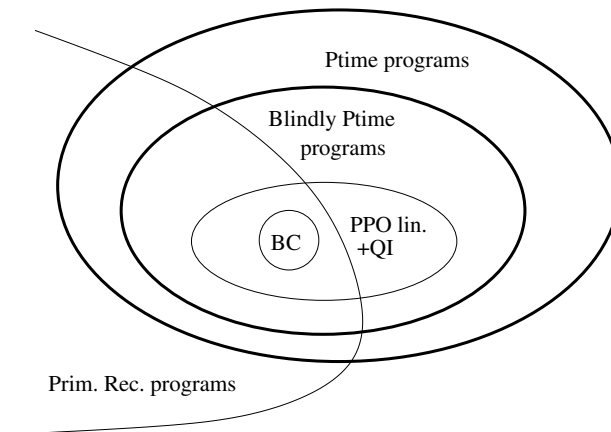 Ptime programs
Blindly Ptime
programs
PPO lin.
+QI
BC
Prim. Rec. programs